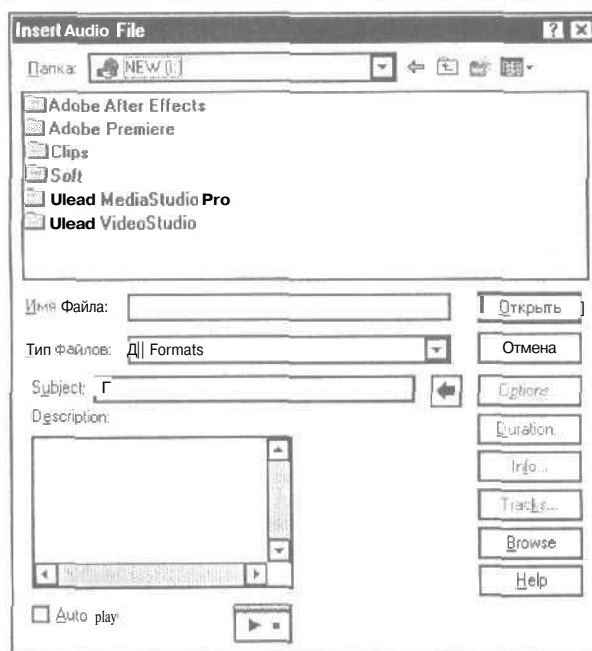 Insert Audio File
Папка: NEW (I:)
Adobe After Effects
Adobe Premiere
Clips
Soft
Ulead MediaStudio Pro
Ulead VideoStudio
Имя Файла:
Открыть
Тип Файлов: Д|| Formats
Отмена
Subject:
Options...
Description:
Duration...
Info...
Tracks...
Browse
Help
Auto play